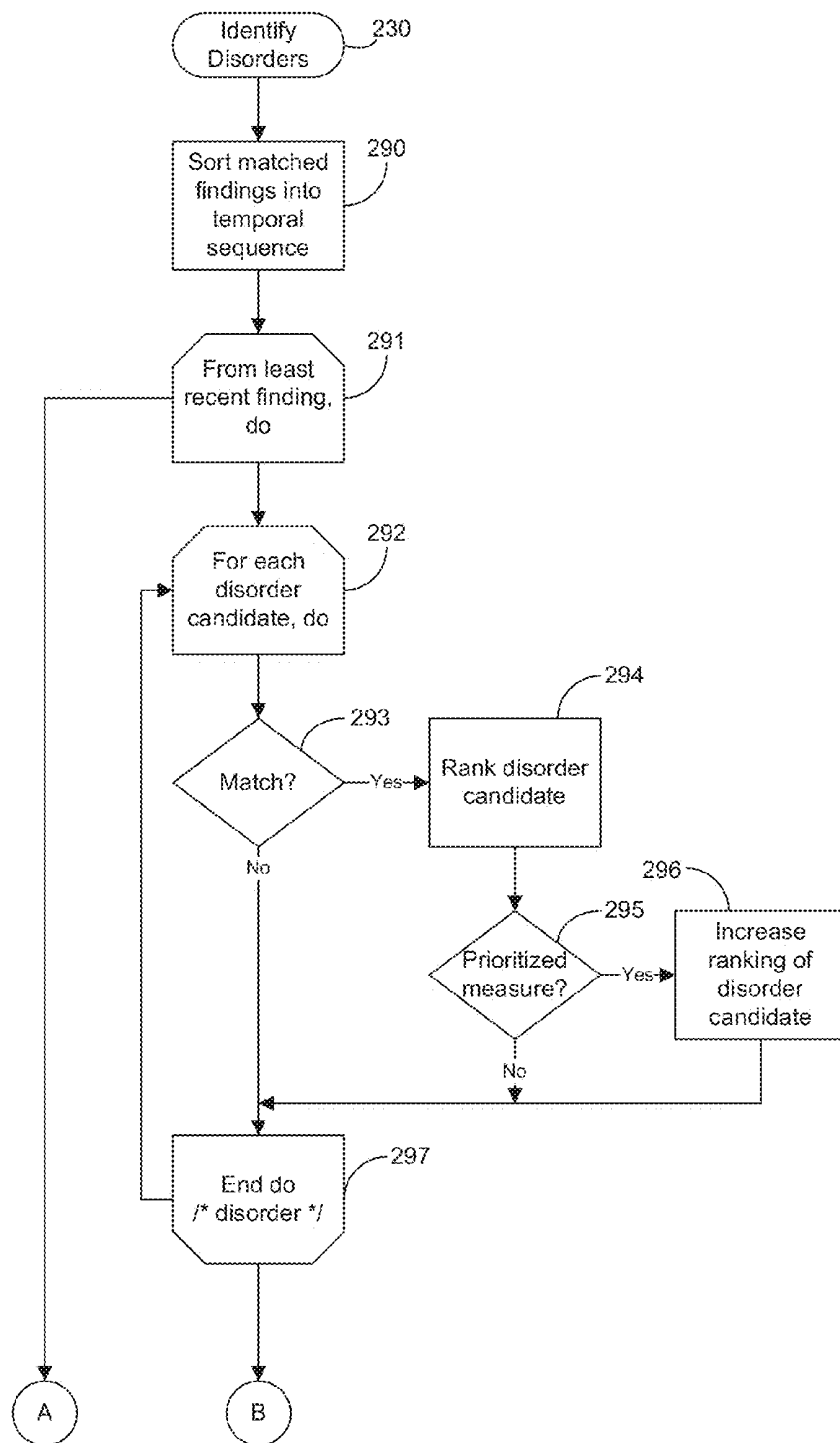 Identify
Disorders
230
290
Sort matched
findings into
temporal
sequence
291
From least
recent finding,
do
292
For each
disorder
candidate, do
294
293
Match?
Yes
Rank disorder
candidate
No
296
295
Prioritized
measure?
Yes
Increase
ranking of
disorder
candidate
No
297
End do
/* disorder */
A
B